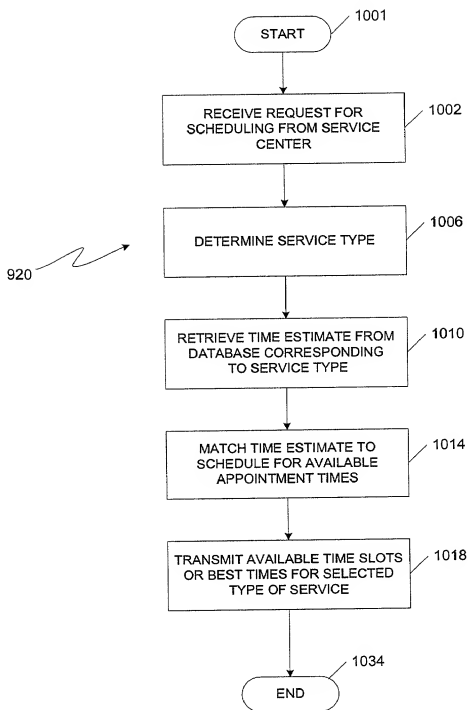 1001
START
1002
RECEIVE REQUEST FOR
SCHEDULING FROM SERVICE
CENTER
1006
DETERMINE SERVICE TYPE
920
1010
RETRIEVE TIME ESTIMATE FROM
DATABASE CORRESPONDING
TO SERVICE TYPE
1014
MATCH TIME ESTIMATE TO
SCHEDULE FOR AVAILABLE
APPOINTMENT TIMES
1018
TRANSMIT AVAILABLE TIME SLOTS
OR BEST TIMES FOR SELECTED
TYPE OF SERVICE
1034
END